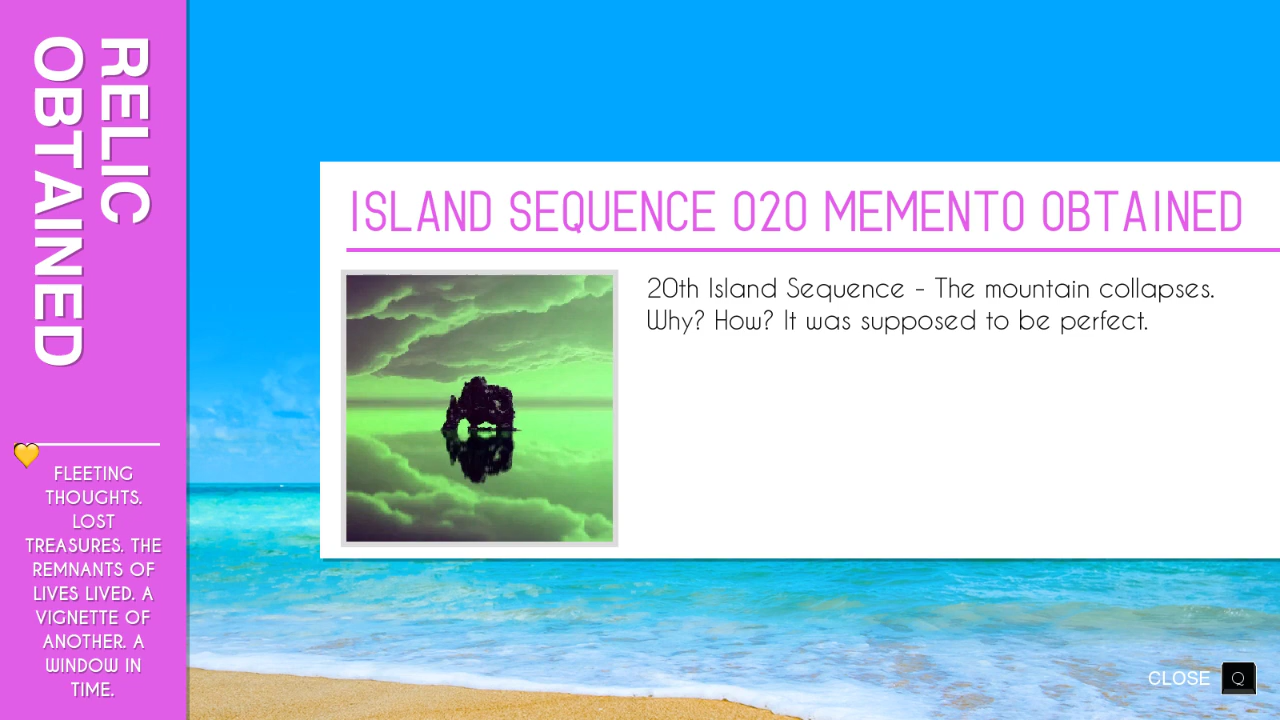 RELIC
OBTAINED
FLEETING
THOUGHTS.
LOST
TREASURES. THE
REMNANTS OF
LIVES LIVED. A
VIGNETTE OF
ANOTHER. A
WINDOW IN
TIME.
ISLAND SEQUENCE 020 MEMENTO OBTAINED
20th Island Sequence - The mountain collapses.
Why? How? It was supposed to be perfect.
CLOSE Q